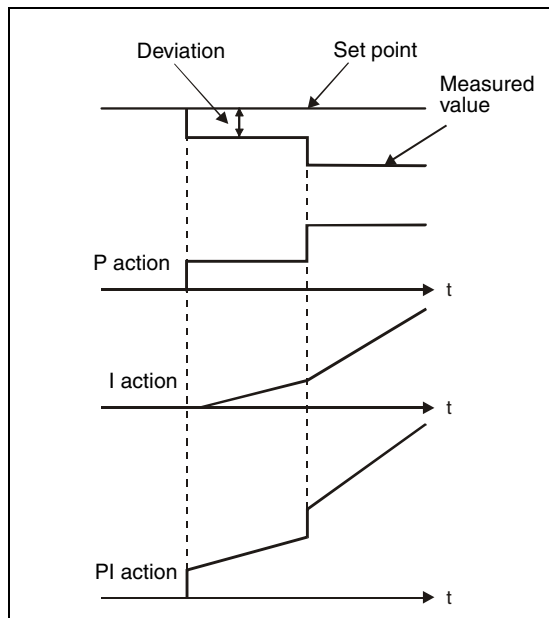 Deviation
Set point
Measured
value
P action
t
I action
t
PI action
t